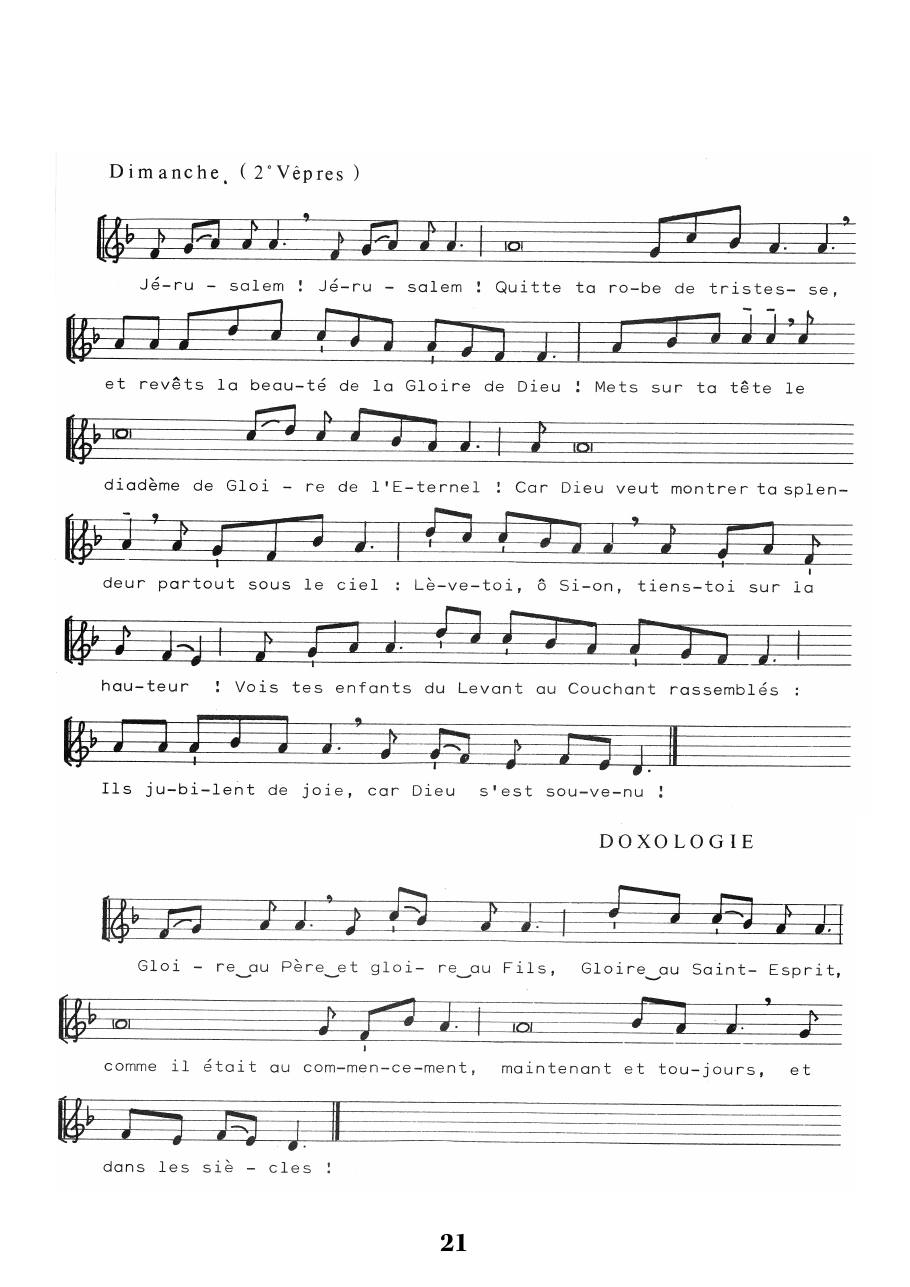 Dimanche. (2° Vêpres)
Jé-ru - salem ! Jé-ru - salem ! Quitte ta ro-be de tristes- se,
et revêts la beau-té de la Gloire de Dieu ! Mets sur ta tête le
diadème de Gloi - re de l'E-ternel ! Car Dieu veut montrer ta splen-
deur partout sous le ciel : Lè-ve-toi, ô Si-on, tiens-toi sur la
hau-teur ! Vois tes enfants du Levant au Couchant rassemblés :
Ils ju-bi-lent de joie, car Dieu s'est sou-ve-nu !
DOXOLOGIE
Gloi - re‿au Père‿et gloi- re‿au Fils, Gloire‿au Saint- Esprit,
comme il était au com-men-ce-ment, maintenant et tou-jours, et
dans les siè - cles !
21